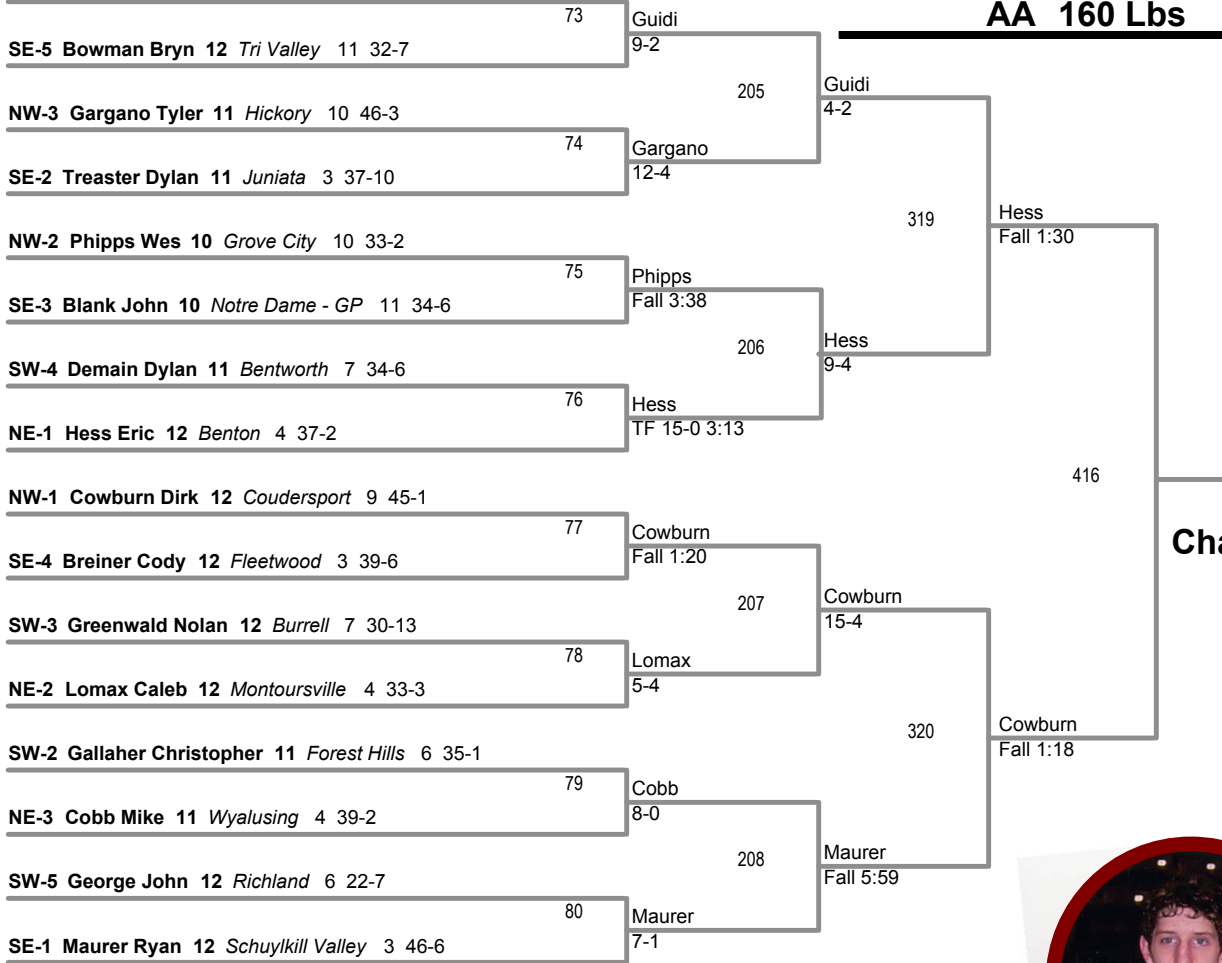 AA 160 Lbs
73
Guidi
9-2
SE-5 Bowman Bryn 12 Tri Valley 11 32-7
205
Guidi
4-2
NW-3 Gargano Tyler 11 Hickory 10 46-3
74
Gargano
12-4
SE-2 Treaster Dylan 11 Juniata 3 37-10
319
Hess
Fall 1:30
NW-2 Phipps Wes 10 Grove City 10 33-2
75
Phipps
Fall 3:38
SE-3 Blank John 10 Notre Dame - GP 11 34-6
206
Hess
9-4
SW-4 Demain Dylan 11 Bentworth 7 34-6
76
Hess
TF 15-0 3:13
NE-1 Hess Eric 12 Benton 4 37-2
416
NW-1 Cowburn Dirk 12 Coudersport 9 45-1
77
Cowburn
Fall 1:20
Cha
SE-4 Breiner Cody 12 Fleetwood 3 39-6
207
Cowburn
15-4
SW-3 Greenwald Nolan 12 Burrell 7 30-13
78
Lomax
5-4
NE-2 Lomax Caleb 12 Montoursville 4 33-3
320
Cowburn
Fall 1:18
SW-2 Gallaher Christopher 11 Forest Hills 6 35-1
79
Cobb
8-0
NE-3 Cobb Mike 11 Wyalusing 4 39-2
208
Maurer
Fall 5:59
SW-5 George John 12 Richland 6 22-7
80
Maurer
7-1
SE-1 Maurer Ryan 12 Schuylkill Valley 3 46-6